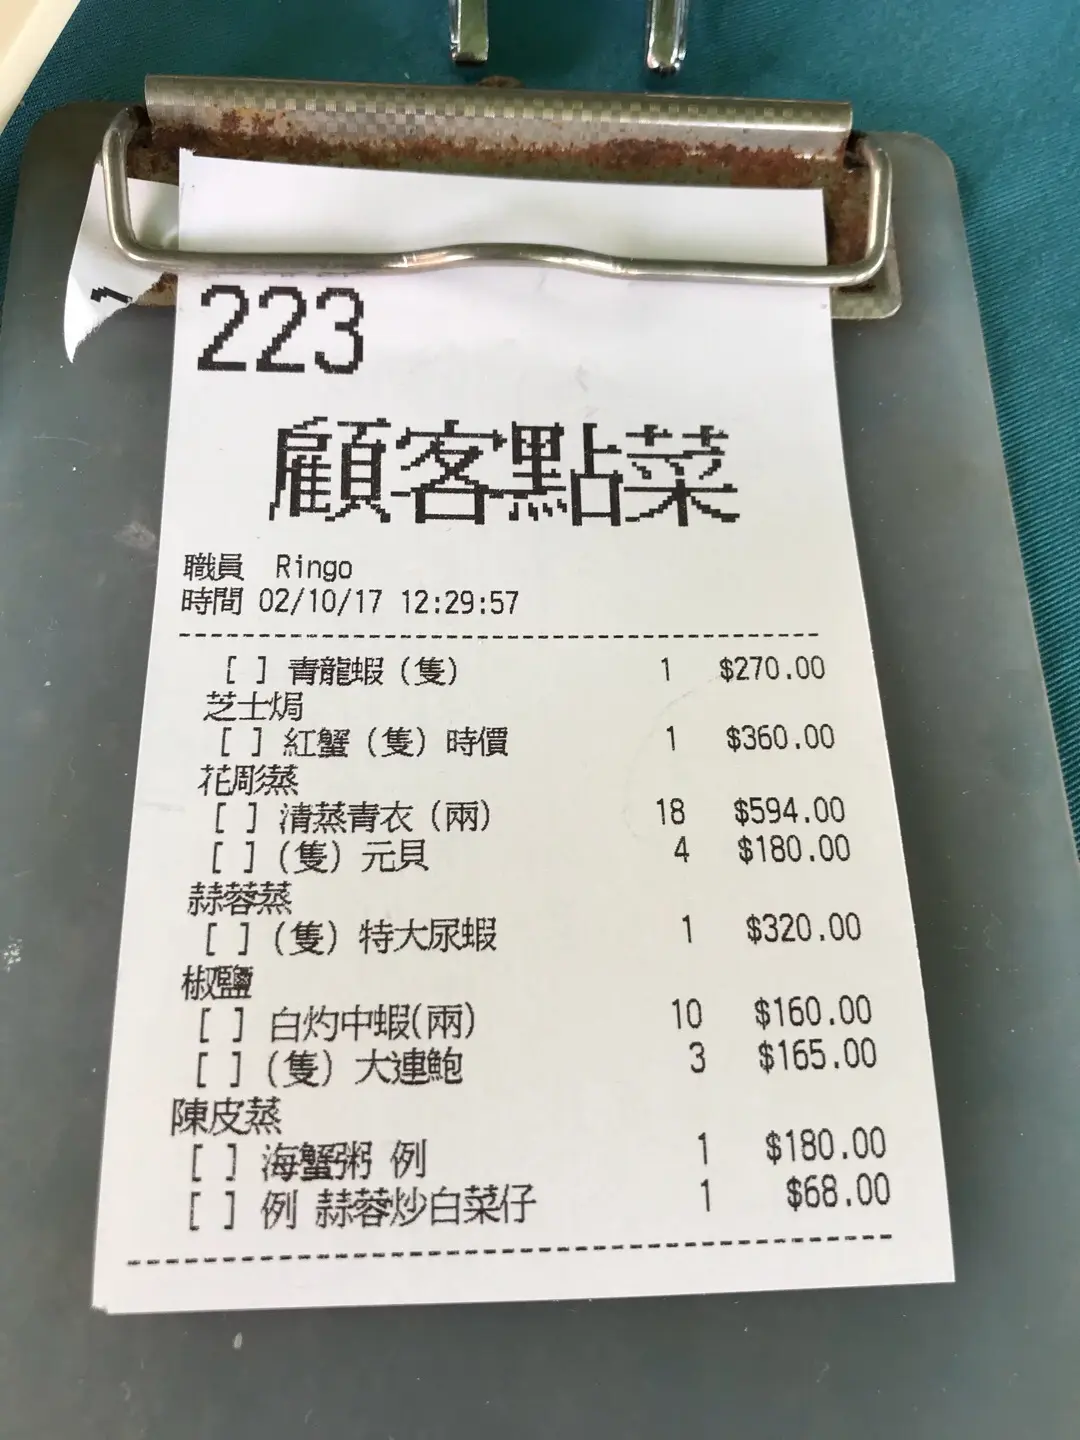 223
顧客點菜
職員 Ringo
時間 02/10/17 12:29:57
[ ] 青龍蝦 (隻) 1 $270.00
芝士焗
[ ] 紅蟹 (隻) 時價 1 $360.00
花彫蒸
[ ] 清蒸青衣 (兩) 18 $594.00
[ ] (隻) 元貝 4 $180.00
蒜蓉蒸
[ ] (隻) 特大尿蝦 1 $320.00
椒鹽
[ ] 白灼中蝦(兩) 10 $160.00
[ ] (隻) 大連鮑 3 $165.00
陳皮蒸
[ ] 海蟹粥 例 1 $180.00
[ ] 例 蒜蓉炒白菜仔 1 $68.00